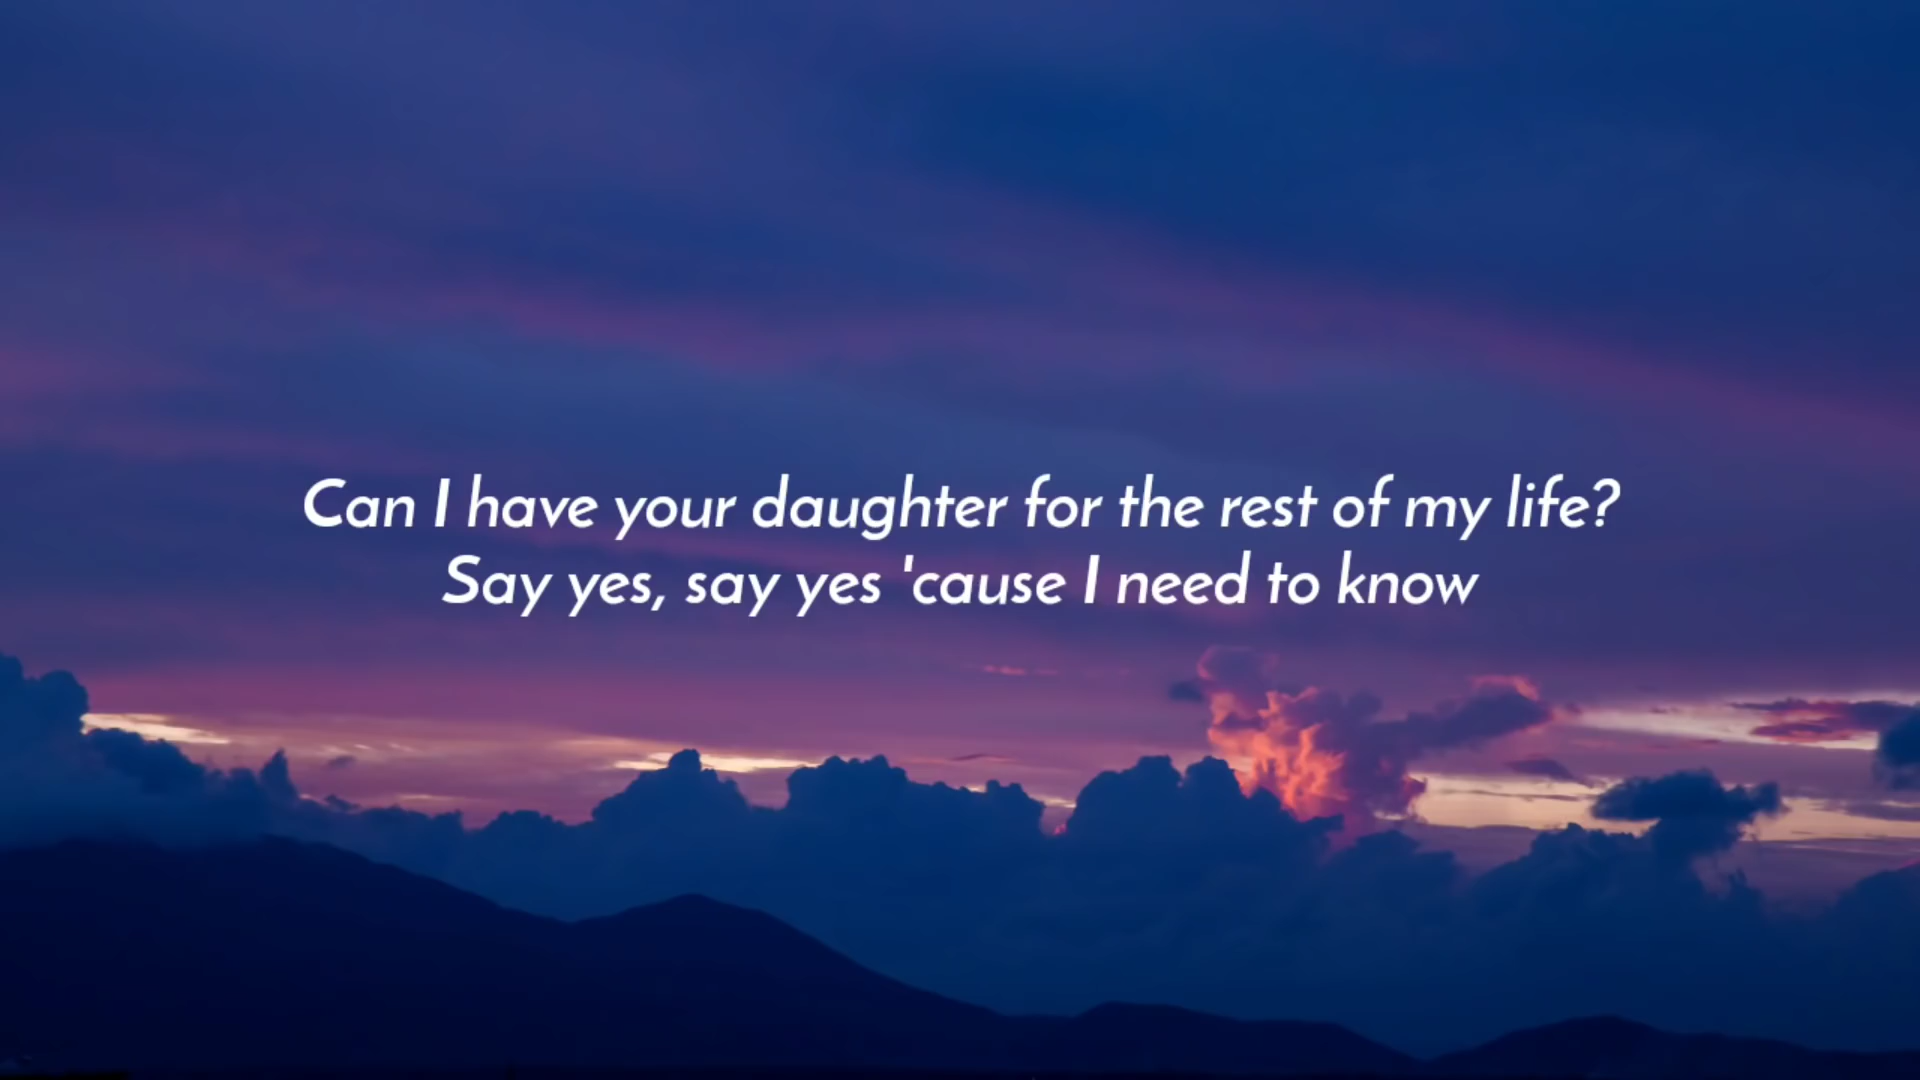 Can I have your daughter for the rest of my life?
Say yes, say yes 'cause I need to know